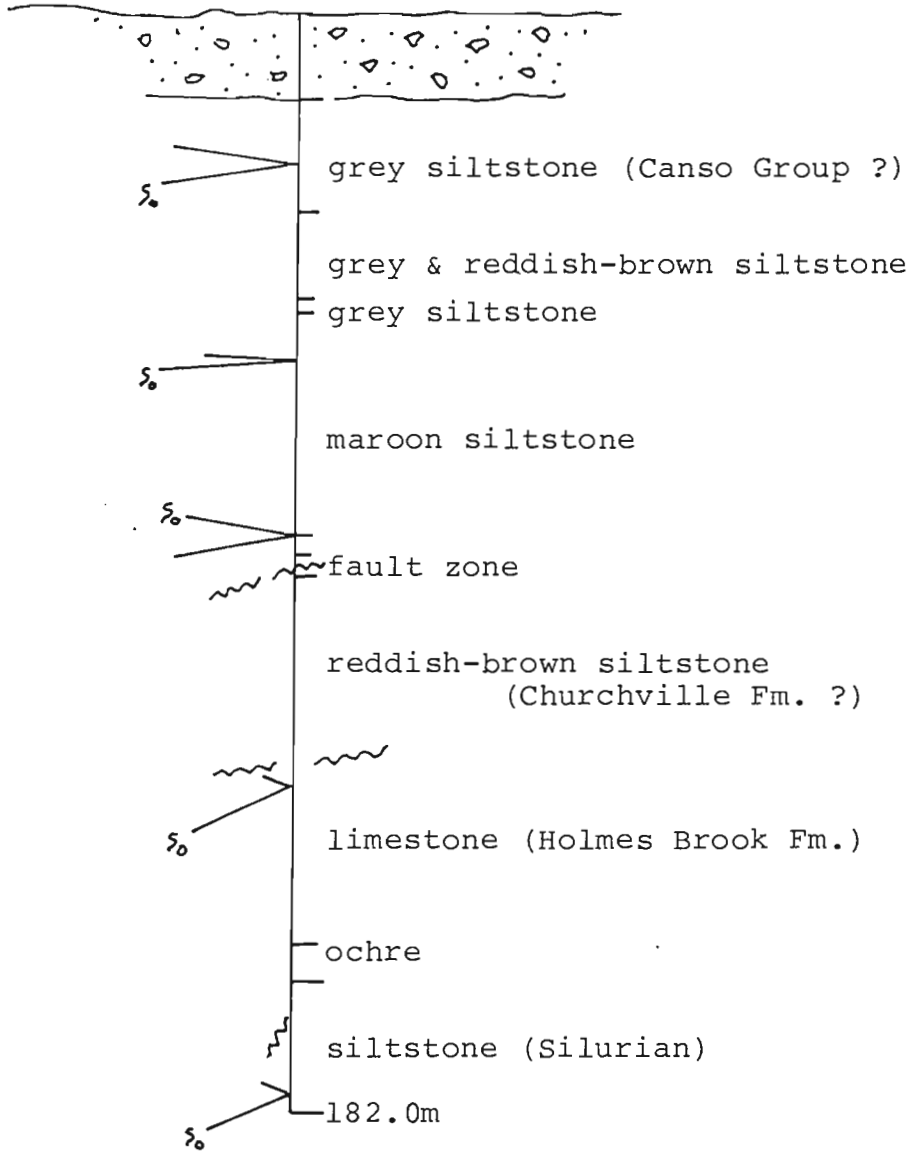 grey siltstone (Canso Group ?)
S₀
grey & reddish-brown siltstone
grey siltstone
S₀
maroon siltstone
S₀
fault zone
reddish-brown siltstone
(Churchville Fm. ?)
limestone (Holmes Brook Fm.)
S₀
ochre
siltstone (Silurian)
182.0m
S₀